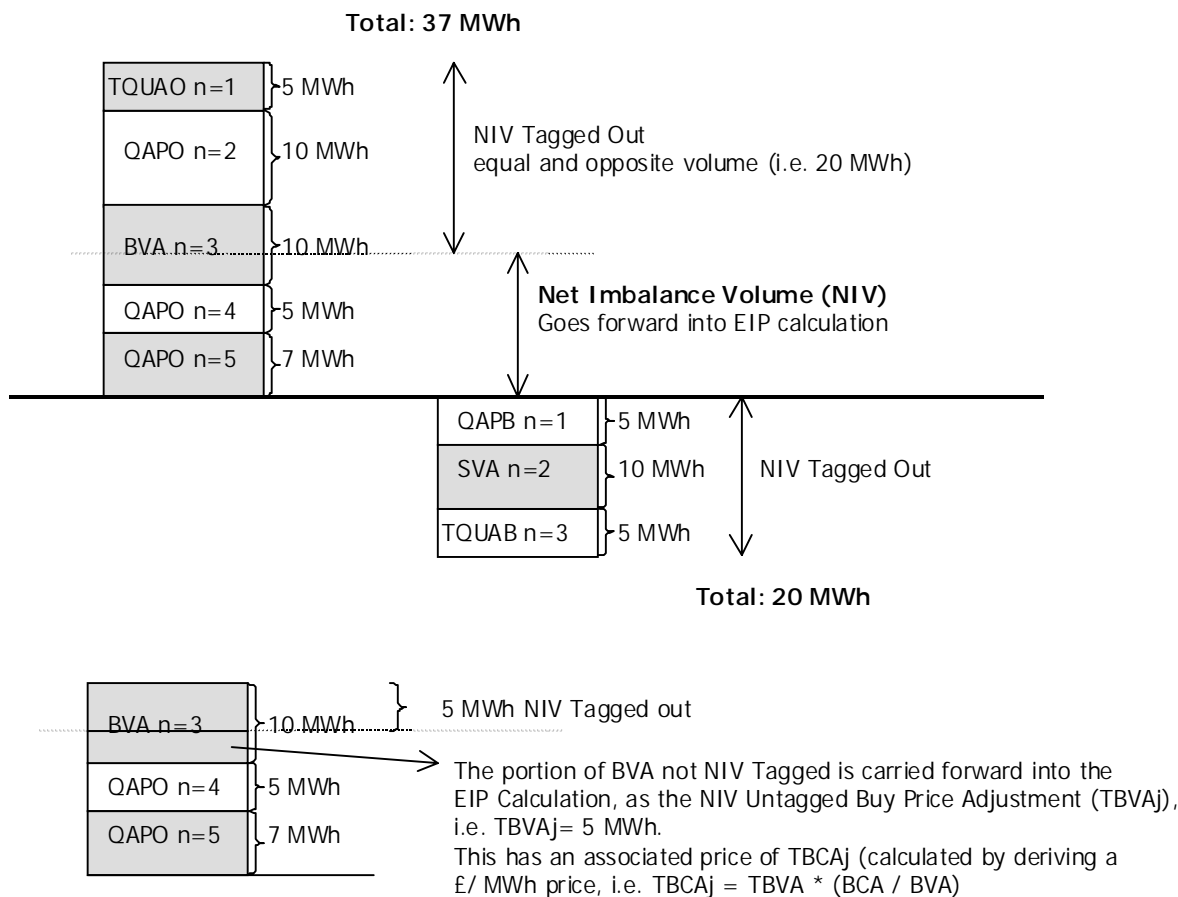 Total: 37 MWh
TQUAO n=1
5 MWh
QAPO n=2
10 MWh
NIV Tagged Out
equal and opposite volume (i.e. 20 MWh)
BVA n=3
10 MWh
Net Imbalance Volume (NIV)
Goes forward into EIP calculation
QAPO n=4
5 MWh
QAPO n=5
7 MWh
QAPB n=1
5 MWh
SVA n=2
10 MWh
NIV Tagged Out
TQUAB n=3
5 MWh
Total: 20 MWh
BVA n=3
10 MWh
5 MWh NIV Tagged out
QAPO n=4
5 MWh
QAPO n=5
7 MWh
The portion of BVA not NIV Tagged is carried forward into the
EIP Calculation, as the NIV Untagged Buy Price Adjustment (TBVAj),
i.e. TBVAj= 5 MWh.
This has an associated price of TBCAj (calculated by deriving a
£/ MWh price, i.e. TBCAj = TBVA * (BCA / BVA)